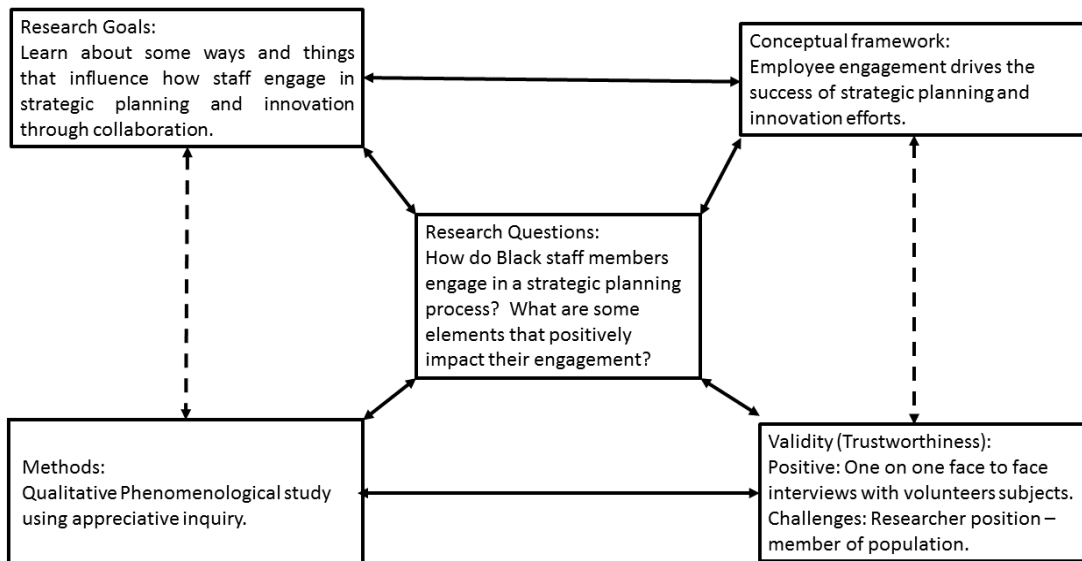 Research Goals:
Learn about some ways and things
that influence how staff engage in
strategic planning and innovation
through collaboration.
Conceptual framework:
Employee engagement drives the
success of strategic planning and
innovation efforts.
Research Questions:
How do Black staff members
engage in a strategic planning
process?  What are some
elements that positively
impact their engagement?
Methods:
Qualitative Phenomenological study
using appreciative inquiry.
Validity (Trustworthiness):
Positive: One on one face to face
interviews with volunteers subjects.
Challenges: Researcher position –
member of population.